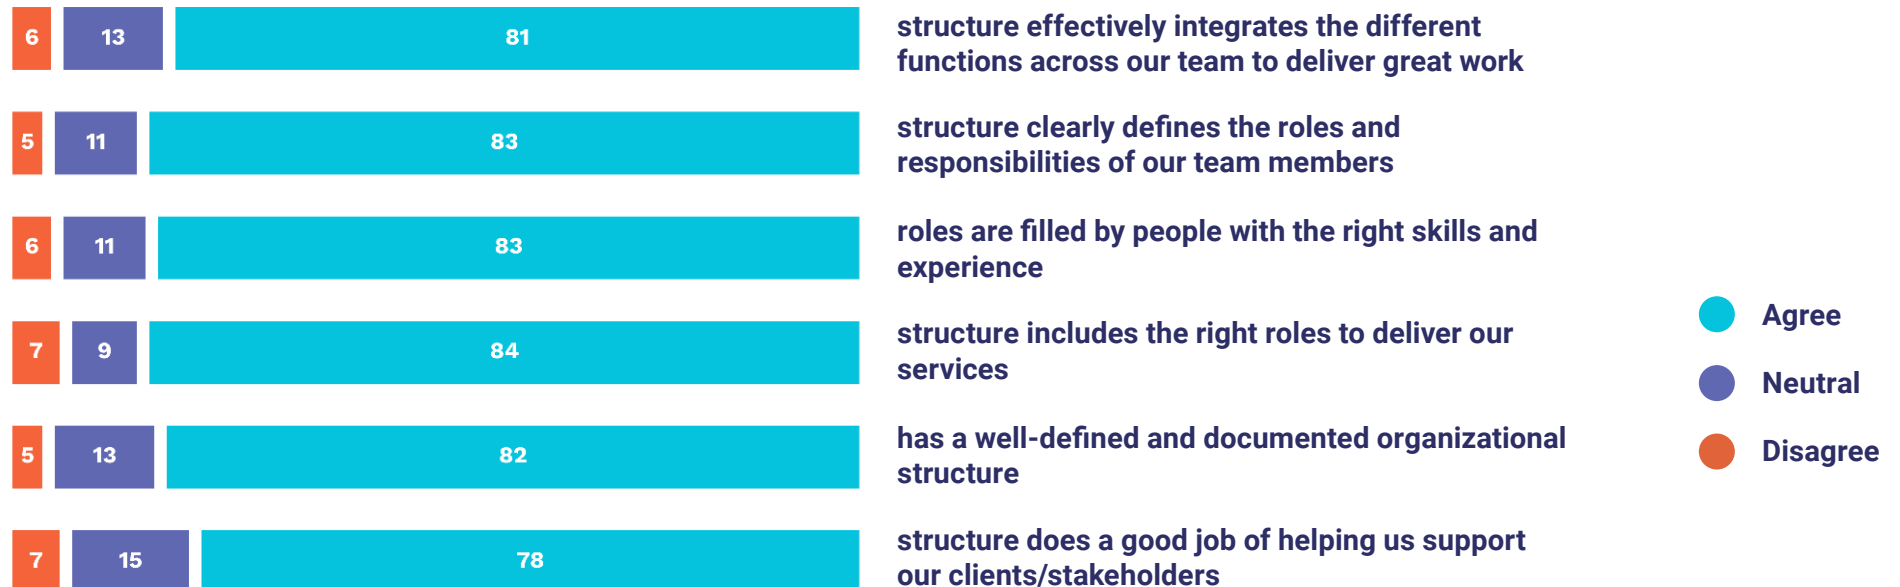 6 13 81
structure effectively integrates the different
functions across our team to deliver great work
5 11 83
structure clearly defines the roles and
responsibilities of our team members
6 11 83
roles are filled by people with the right skills and
experience
7 9 84
structure includes the right roles to deliver our
services
5 13 82
has a well-defined and documented organizational
structure
7 15 78
structure does a good job of helping us support
our clients/stakeholders
Agree
Neutral
Disagree